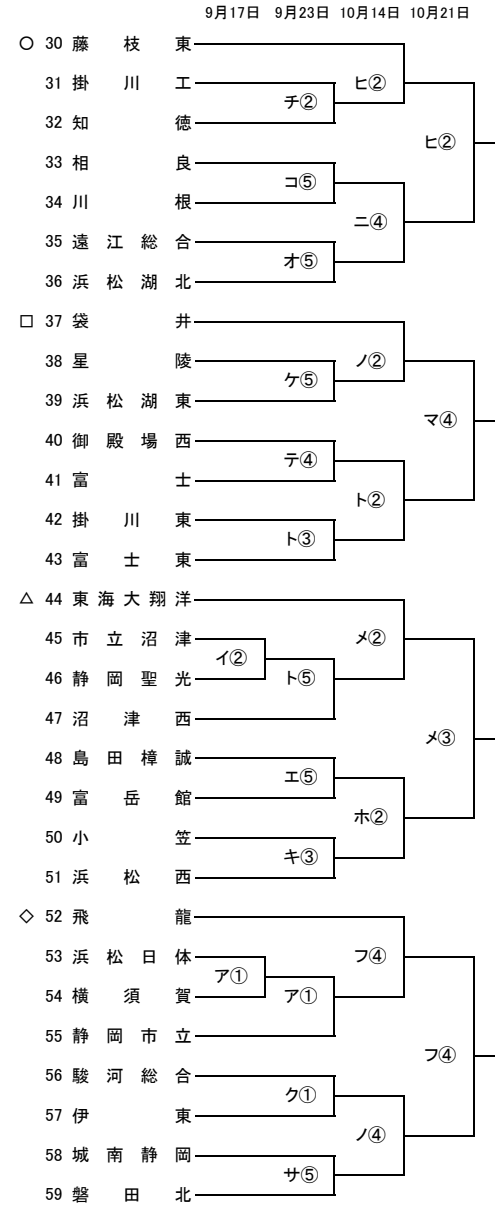 9月17日 9月23日 10月14日 10月21日
○ 30 藤枝東
31 掛川工
ヒ②
チ②
32 知徳
ヒ②
33 相良
コ⑤
34 川根
ニ④
35 遠江総合
オ⑤
36 浜松湖北
□ 37 袋井
38 星陵
ノ②
ケ⑤
39 浜松湖東
マ④
40 御殿場西
テ④
41 富士
ト②
42 掛川東
ト③
43 富士東
△ 44 東海大翔洋
45 市立沼津
メ②
イ②
46 静岡聖光
ト⑤
47 沼津西
メ③
48 島田樟誠
エ⑤
49 富岳館
ホ②
50 小笠
キ③
51 浜松西
◇ 52 飛龍
53 浜松日体
フ④
ア①
54 横須賀
ア①
55 静岡市立
フ④
56 駿河総合
ク①
57 伊東
ノ④
58 城南静岡
サ⑤
59 磐田北